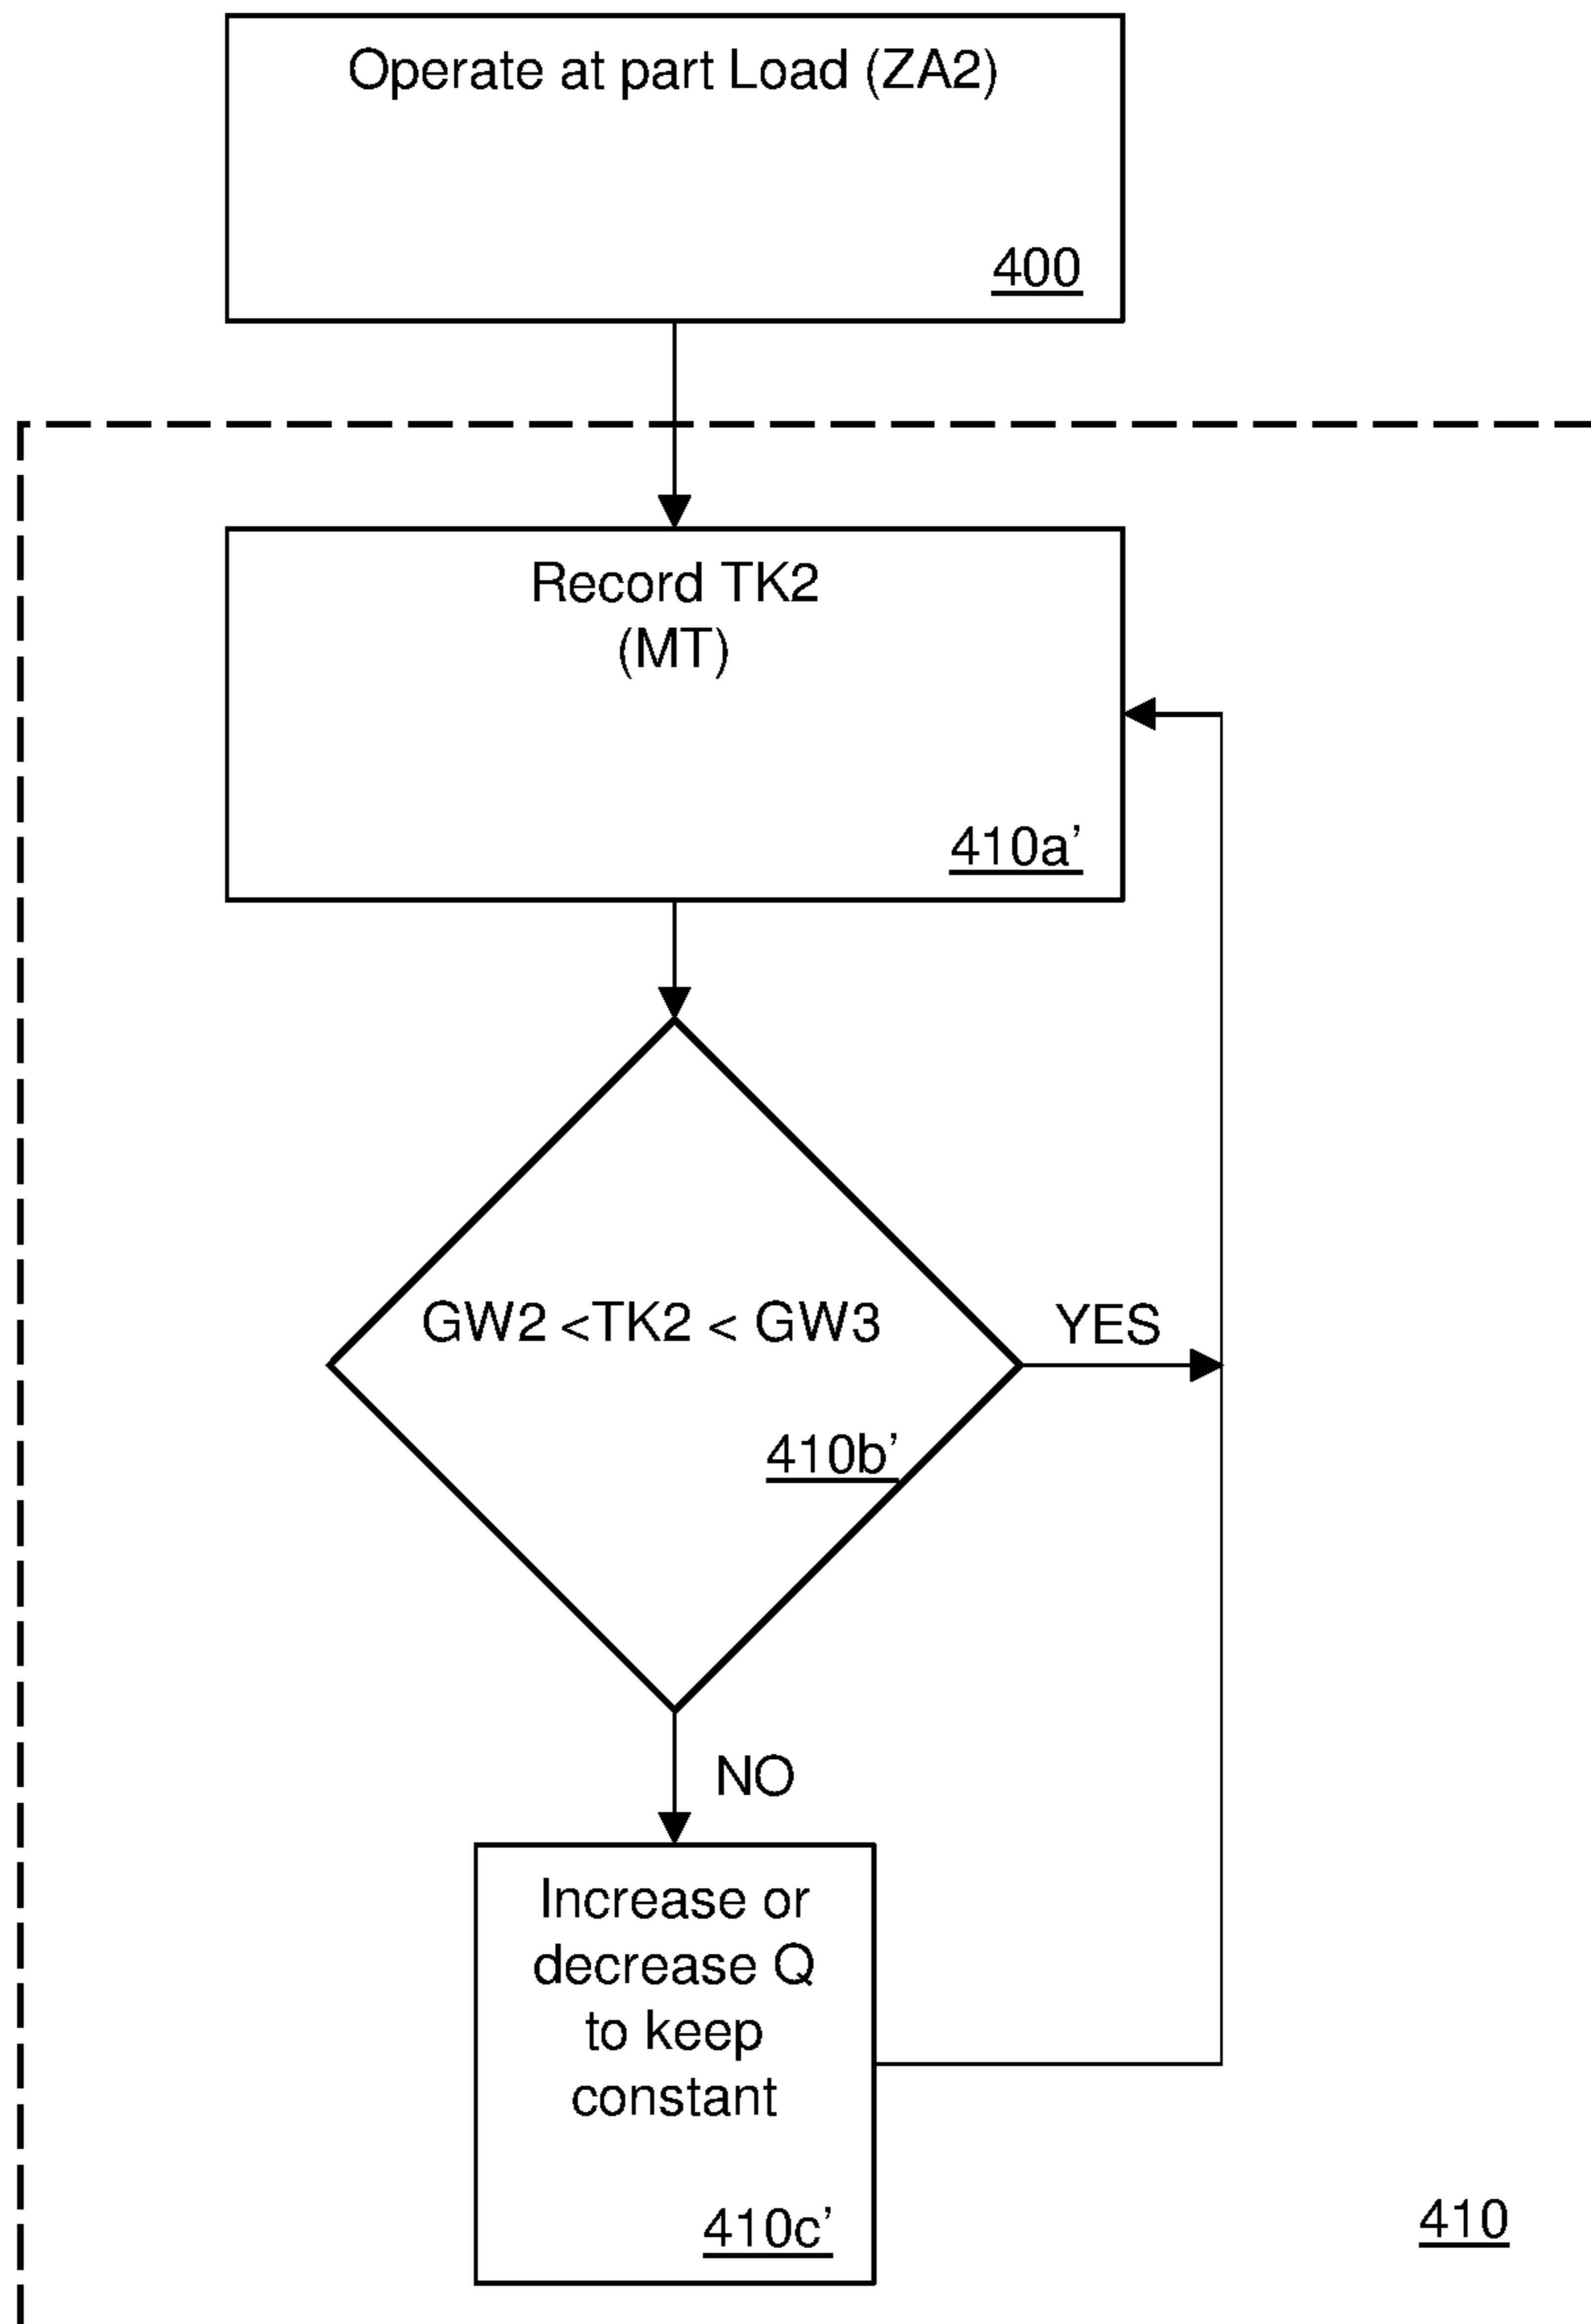 Operate at part Load (ZA2)
400
Record TK2
(MT)
410a’
GW2 <TK2 < GW3
YES
410b’
NO
Increase or
decrease Q
to keep
constant
410c’
410